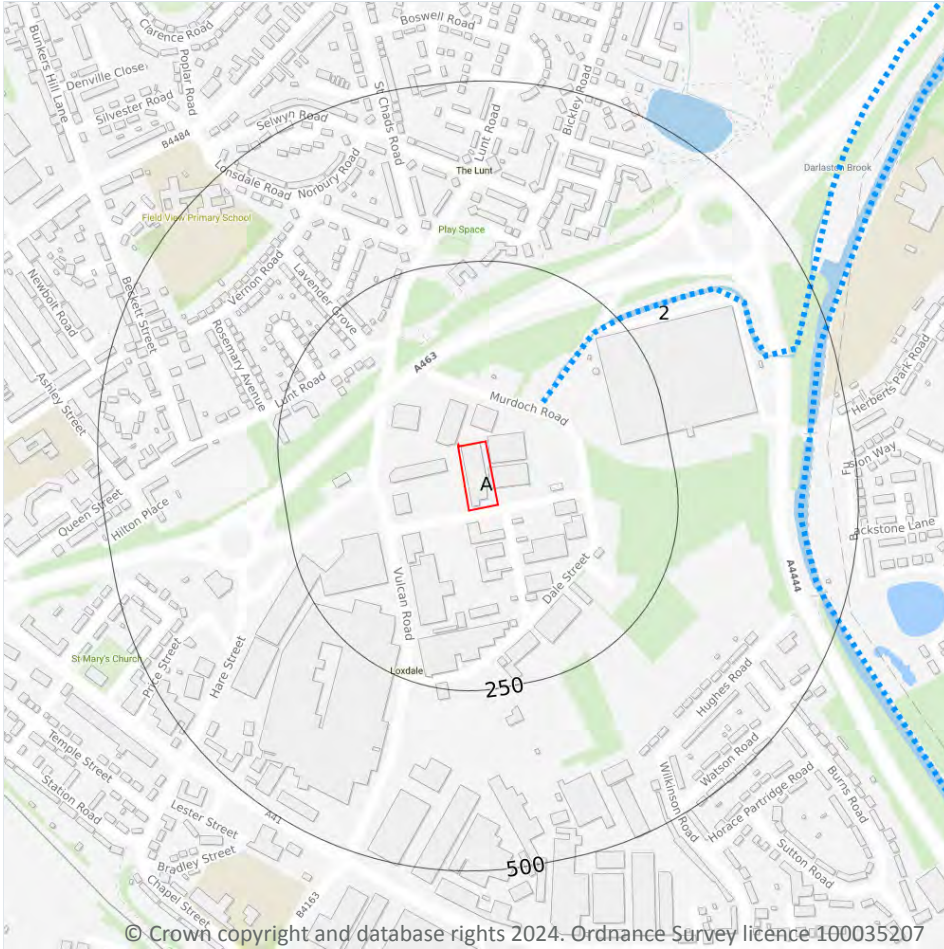 Boswell Road
Clarence Road
Bunkers Hill Lane
Denville Close
Poplar Road
Silvester Road
St Chads Road
Bickley Road
Lunt Road
Selwyn Road
B4484
Lonsdale Road
Norbury Road
The Lunt
Darlaston Brook
Field View Primary School
Play Space
Vernon Road
Lavender Grove
Newbolt Road
Beckett Street
Rosemary Avenue
2
A463
Lunt Road
Murdoch Road
Herberts Park Road
Ashley Street
A
Queen Street
Hilton Place
Vulcan Road
Dale Street
A4444
St Mary's Church
Price Street
Hare Street
Loxdale
250
Hughes Road
Temple Street
Station Road
Watson Road
Wilkinson Road
Horace Partridge Road
Burns Road
Lester Street
A41
Sutton Road
Bradley Street
500
Chapel Street
B4163
© Crown copyright and database rights 2024. Ordnance Survey licence 100035207